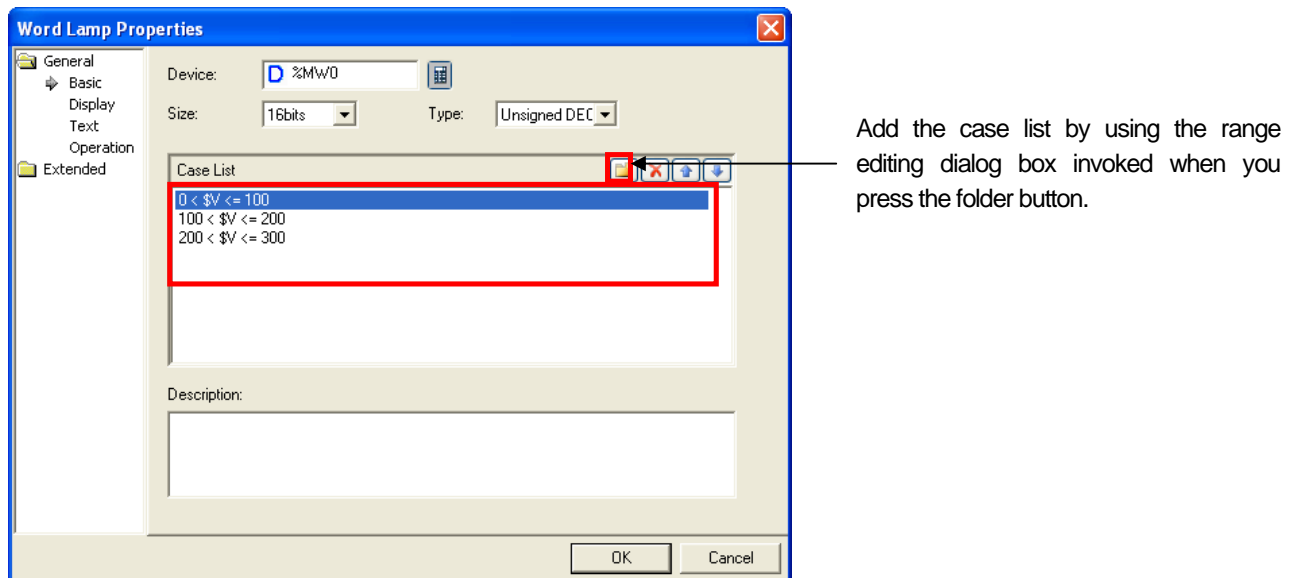 Word Lamp Properties
General
Basic
Display
Text
Operation
Extended
Device:
D %MW0
Size:
16bits
Type:
Unsigned DEC
Case List
0 < $V <= 100
100 < $V <= 200
200 < $V <= 300
Description:
OK
Cancel
Add the case list by using the range
editing dialog box invoked when you
press the folder button.